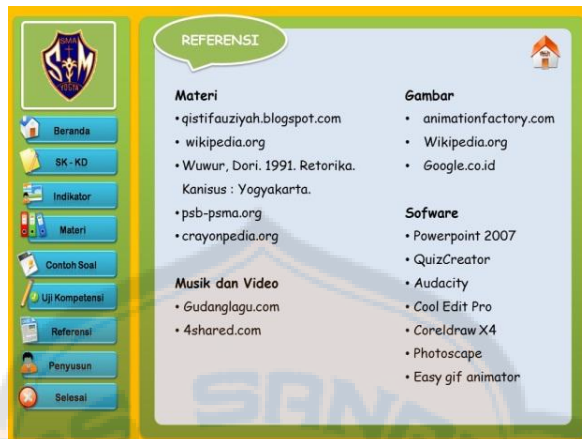 SMA
STM
YOGYA
Beranda
SK - KD
Indikator
Materi
Contoh Soal
Uji Kompetensi
Referensi
Penyusun
Selesai
REFERENSI
Materi
• qistifauziyah.blogspot.com
• wikipedia.org
• Wuwur, Dori. 1991. Retorika.
Kanisus : Yogyakarta.
• psb-psma.org
• crayonpedia.org
Musik dan Video
• Gudanglagu.com
• 4shared.com
Gambar
• animationfactory.com
• Wikipedia.org
• Google.co.id
Sofware
• Powerpoint 2007
• QuizCreator
• Audacity
• Cool Edit Pro
• Coreldraw X4
• Photoscape
• Easy gif animator